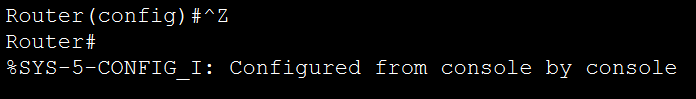 Router(config)#^Z
Router#
%SYS-5-CONFIG_I: Configured from console by console